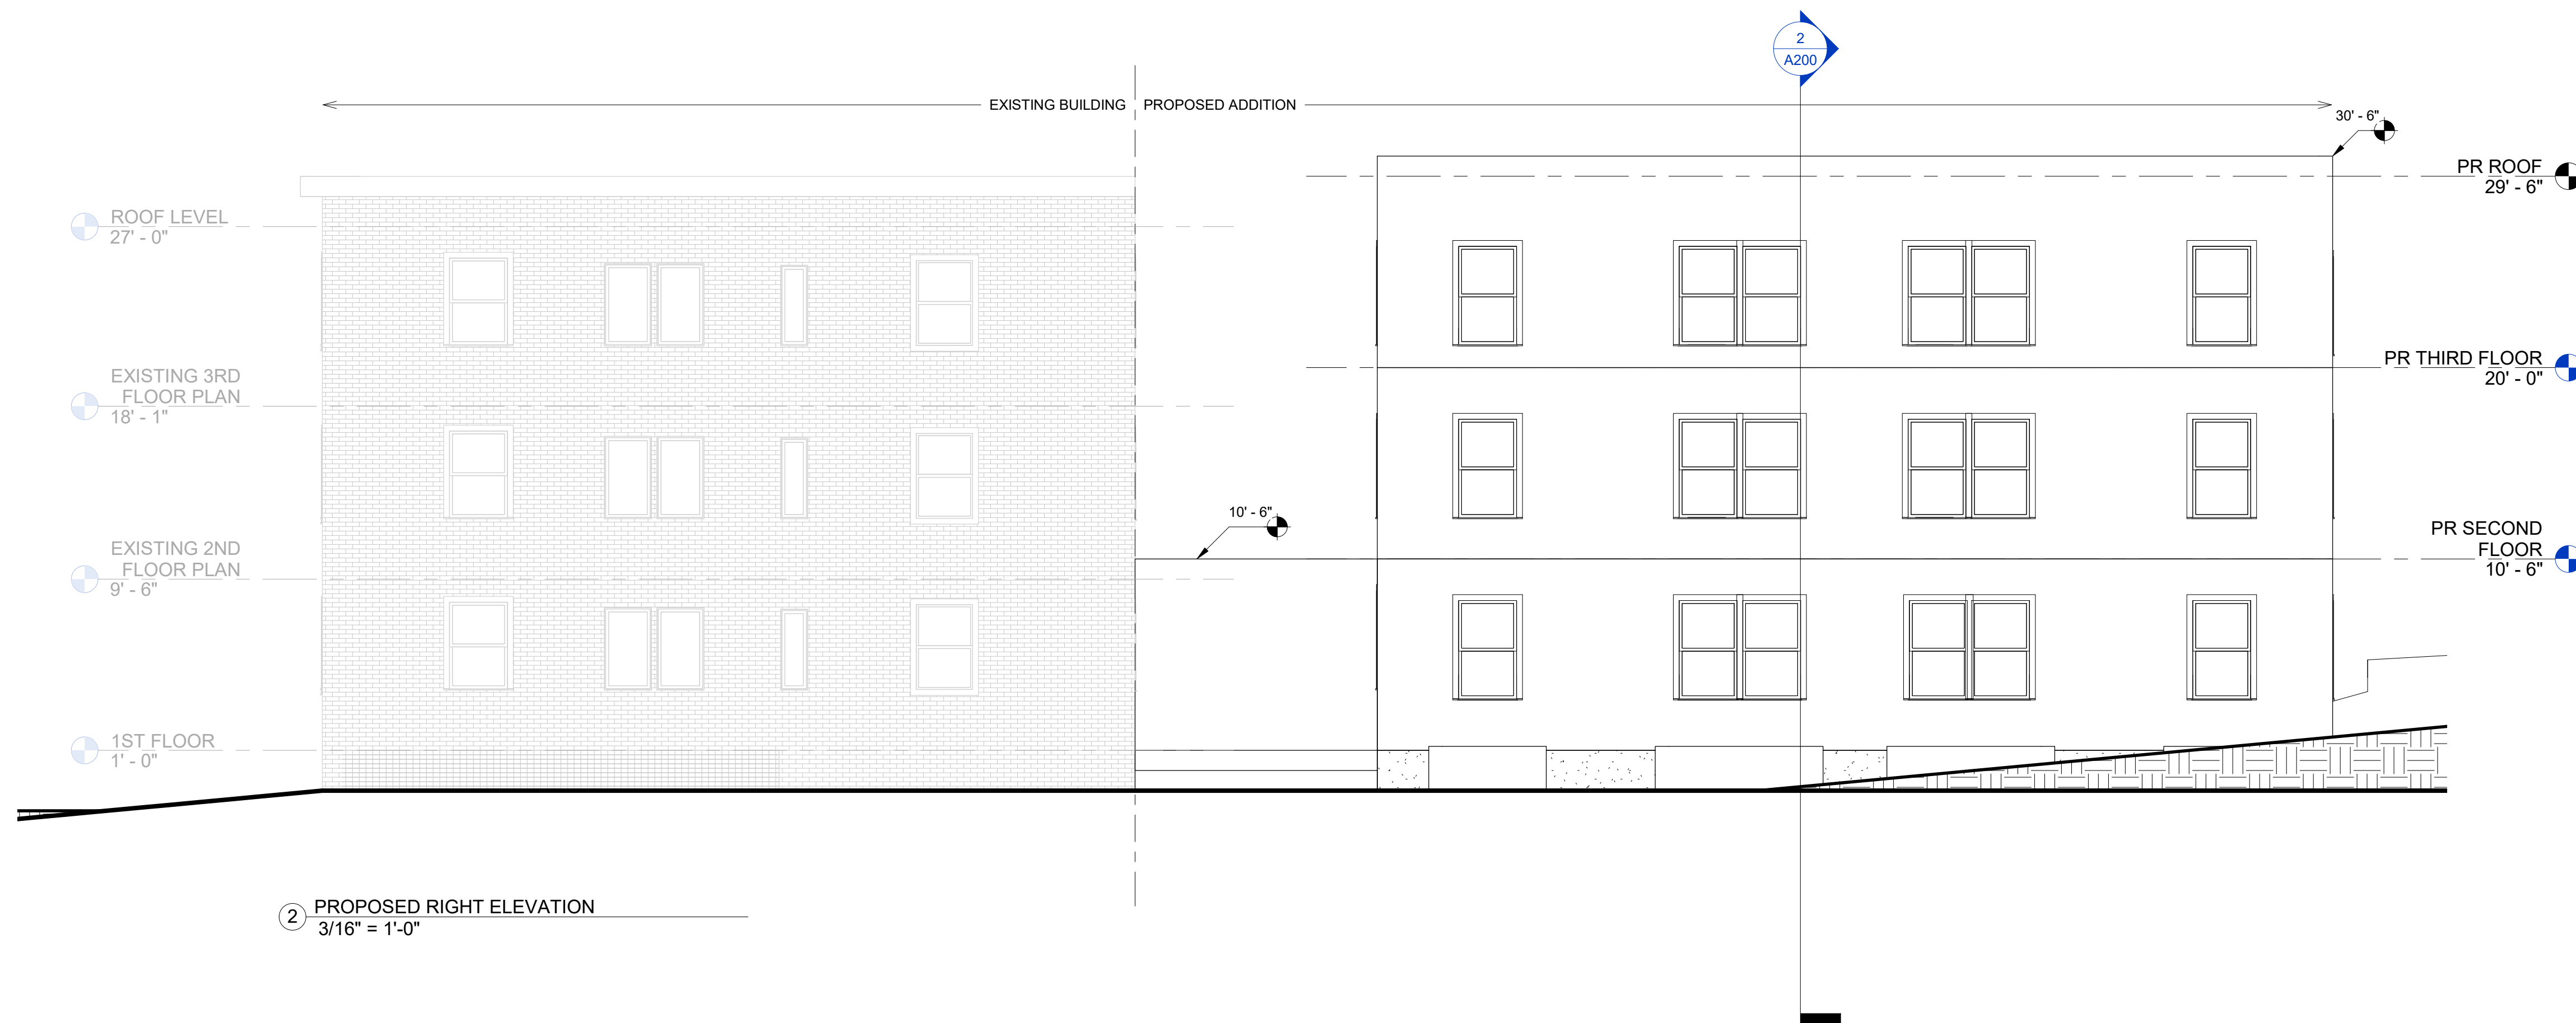 2
A200
EXISTING BUILDING
PROPOSED ADDITION
30' - 6"
PR ROOF
29' - 6"
ROOF LEVEL
27' - 0"
PR THIRD FLOOR
20' - 0"
EXISTING 3RD
FLOOR PLAN
18' - 1"
10' - 6"
PR SECOND
FLOOR
10' - 6"
EXISTING 2ND
FLOOR PLAN
9' - 6"
1ST FLOOR
1' - 0"
2
PROPOSED RIGHT ELEVATION
3/16" = 1'-0"